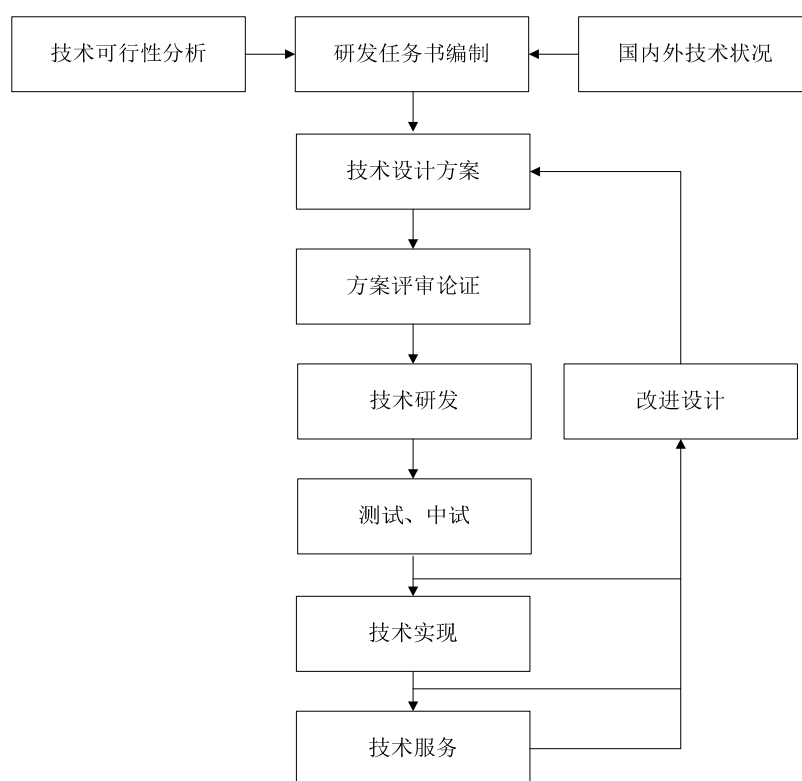 技术可行性分析
研发任务书编制
国内外技术状况
技术设计方案
方案评审论证
技术研发
改进设计
测试、中试
技术实现
技术服务